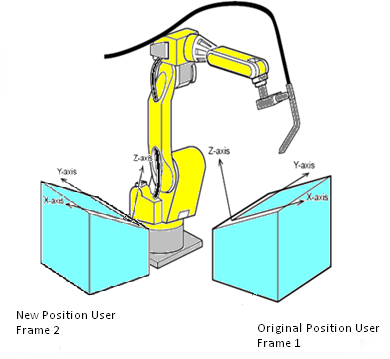 Z-axis
Y-axis
X-axis
Z-axis
Y-axis
X-axis
New Position User
Frame 2
Original Position User
Frame 1